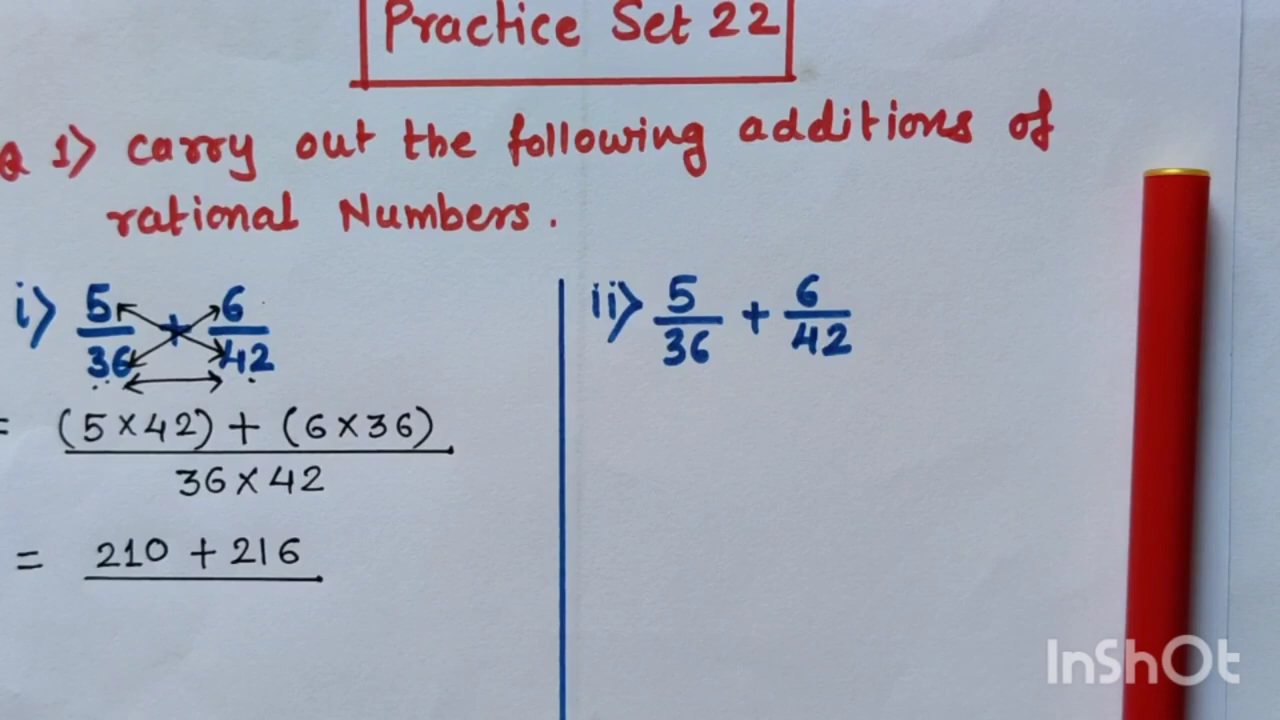 Practice Set 22
Q 1) carry out the following additions of
rational Numbers.
i) 5/36 + 6/42
= (5×42) + (6×36)
36×42
= 210 + 216
ii) 5/36 + 6/42
InShOt